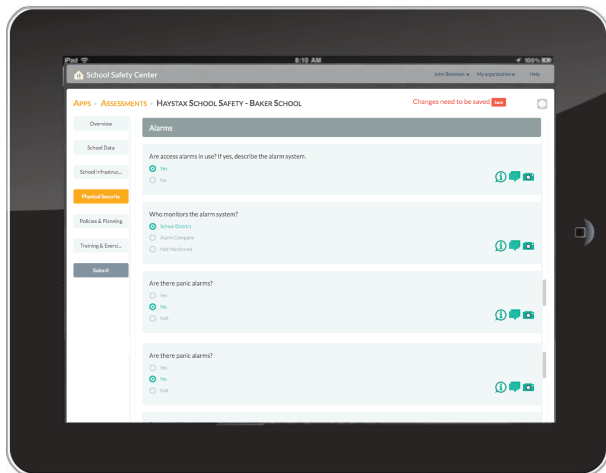 iPad 8:10 AM 100%
School Safety Center John Boatman My organization Help
APPS - ASSESSMENTS - HAYSTAX SCHOOL SAFETY - BAKER SCHOOL Changes need to be saved Save
Overview
School Data
School Infrastruc...
Physical Security
Policies & Planning
Training & Exerci...
Submit
Alarms
Are access alarms in use? If yes, describe the alarm system.
Yes
No
Who monitors the alarm system?
School District
Alarm Company
Not Monitored
Are there panic alarms?
Yes
No
N/A
Are there panic alarms?
Yes
No
N/A